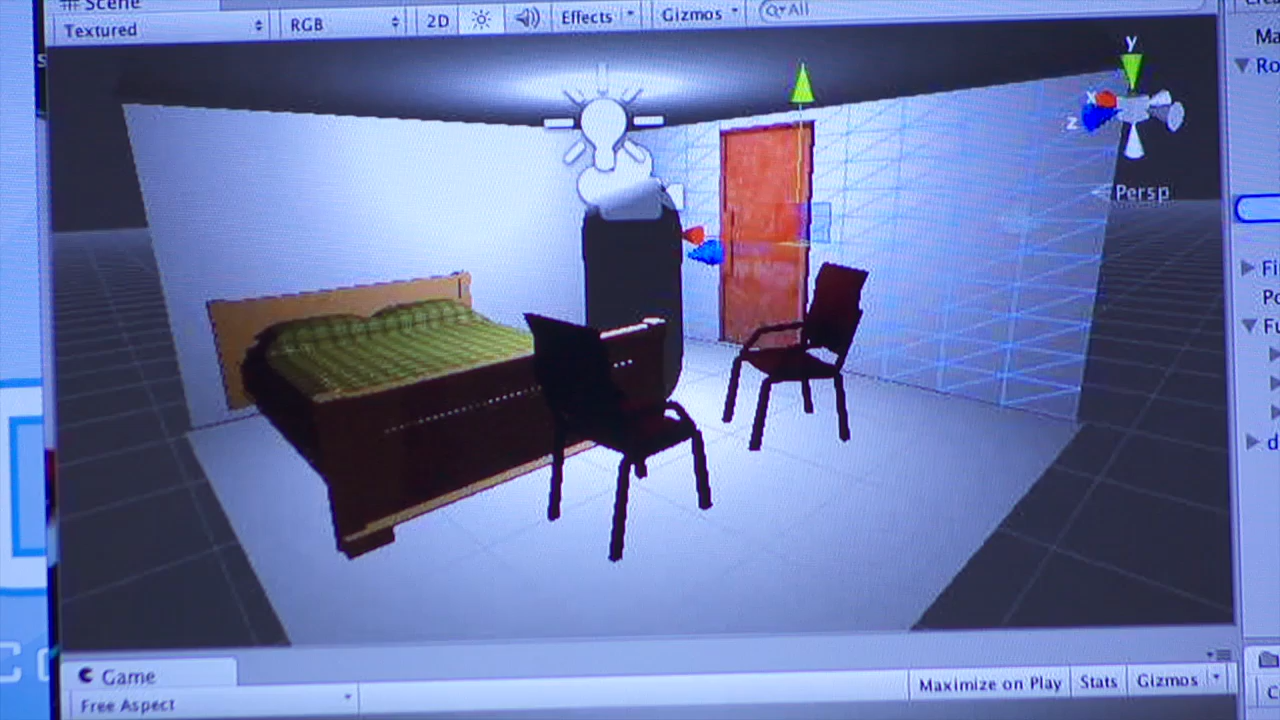 Scene
Textured RGB 2D Effects Gizmos All
y
x
z
Persp
Game
Free Aspect Maximize on Play Stats Gizmos